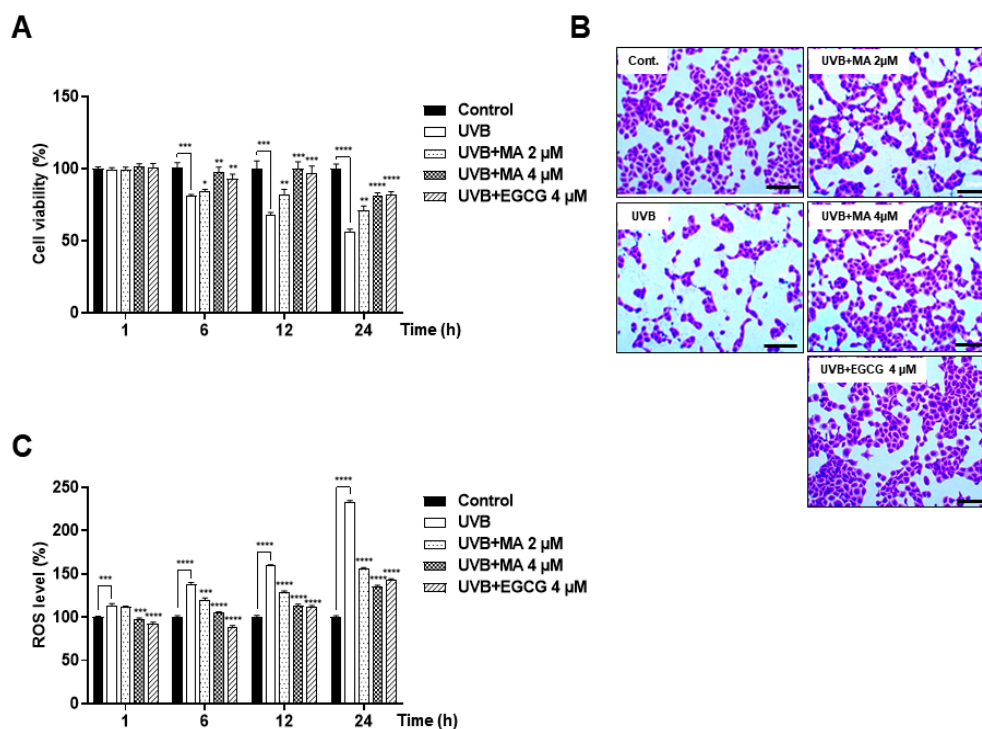 A
150
100
50
0
Cell viability (%)
***
*
**
**
***
**
***
***
****
**
****
****
1
6
12
24
Time (h)
Control
UVB
UVB+MA 2 µM
UVB+MA 4 µM
UVB+EGCG 4 µM
B
Cont.
UVB+MA 2µM
UVB
UVB+MA 4µM
UVB+EGCG 4 µM
C
250
200
150
100
50
0
ROS level (%)
***
***
****
****
***
****
****
****
****
****
****
****
****
****
****
1
6
12
24
Time (h)
Control
UVB
UVB+MA 2 µM
UVB+MA 4 µM
UVB+EGCG 4 µM